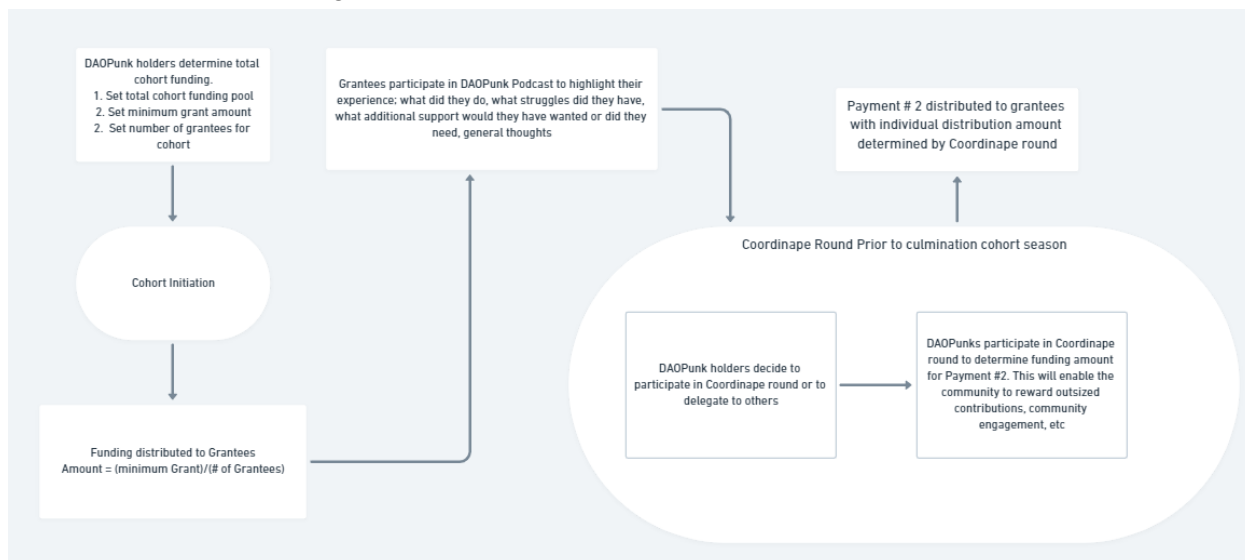 DAOPunk holders determine total
cohort funding.
1. Set total cohort funding pool
2. Set minimum grant amount
2. Set number of grantees for
cohort
Cohort Initiation
Funding distributed to Grantees
Amount = (minimum Grant)/(# of Grantees)
Grantees participate in DAOPunk Podcast to highlight their
experience; what did they do, what struggles did they have,
what additional support would they have wanted or did they
need, general thoughts
Coordinape Round Prior to culmination cohort season
DAOPunk holders decide to
participate in Coordinape round or to
delegate to others
DAOPunks participate in Coordinape
round to determine funding amount
for Payment #2. This will enable the
community to reward outsized
contributions, community
engagement, etc
Payment # 2 distributed to grantees
with individual distribution amount
determined by Coordinape round